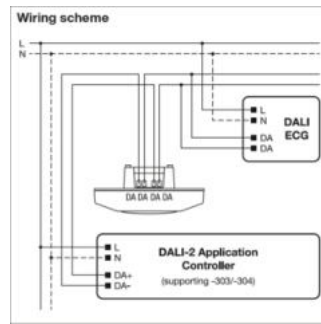 Wiring scheme
L
N
L
N
DALI
ECG
DA
DA
DA DA DA DA
L
N
DALI-2 Application
Controller
(supporting -303/-304)
DA+
DA-